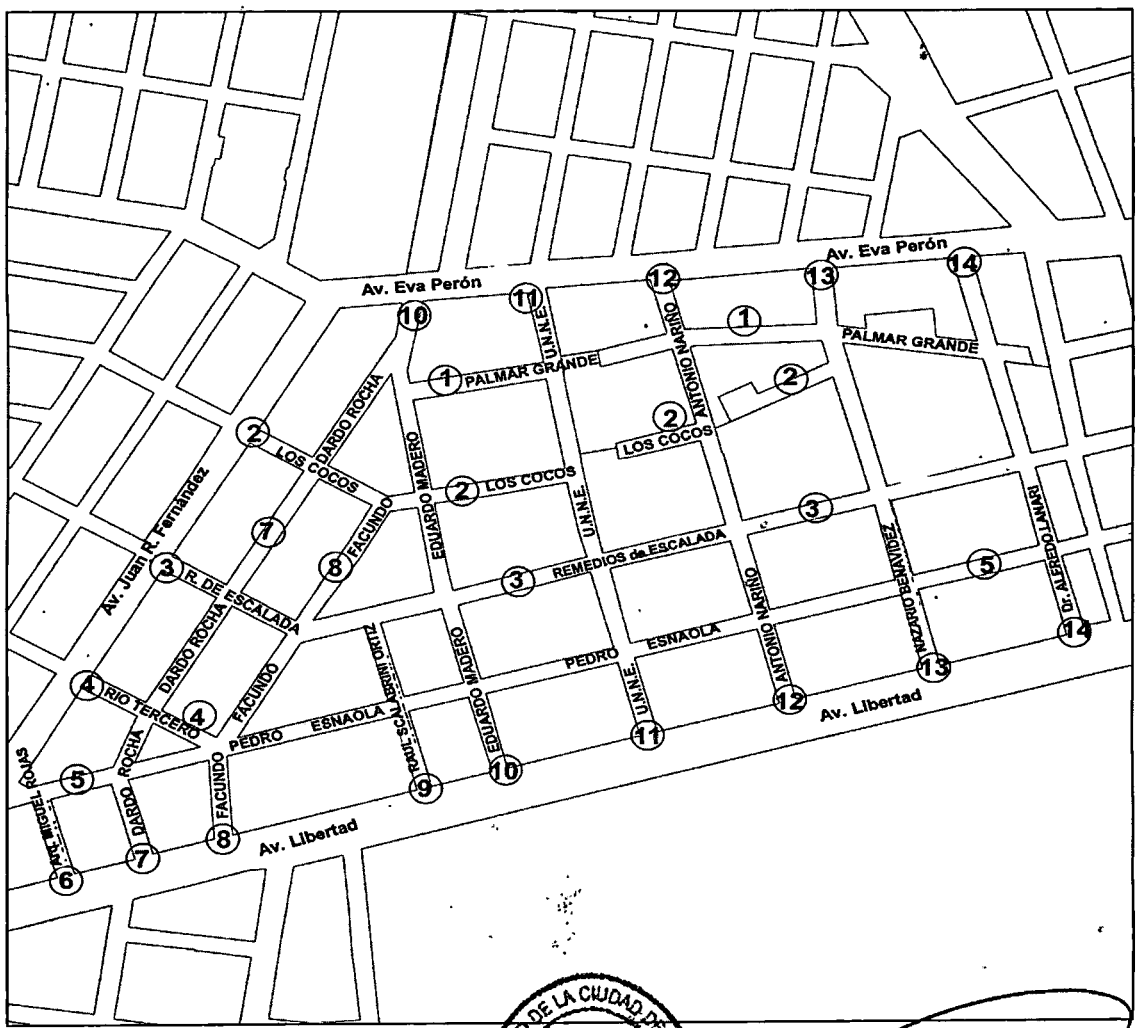 Av. Eva Perón
Av. Eva Perón
14
13
12
11
10
U.N.N.E.
ANTONIO NARIÑO
1
PALMAR GRANDE
1
PALMAR GRANDE
DARDO ROCHA
2
2
LOS COCOS
2
LOS COCOS
EDUARDO MADERO
2
LOS COCOS
U.N.N.E.
Av. Juan R. Fernández
7
FACUNDO
8
3
R. DE ESCALADA
3
REMEDIOS de ESCALADA
3
NAZARIO BENAVIDEZ
5
Dr. ALFREDO LANARI
DARDO ROCHA
FACUNDO
ANTONIO NARIÑO
4
RIO TERCERO
4
PEDRO ESNAOLA
PEDRO ESNAOLA
RAUL SCALABRINI ORTIZ
EDUARDO MADERO
U.N.N.E.
14
13
12
11
10
9
Av. Libertad
5
Arq. MIGUEL ROJAS
DARDO ROCHA
FACUNDO
8
7
6
Av. Libertad
DE LA CIUDAD DE